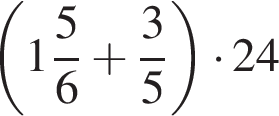 (1 5/6 + 3/5) · 24